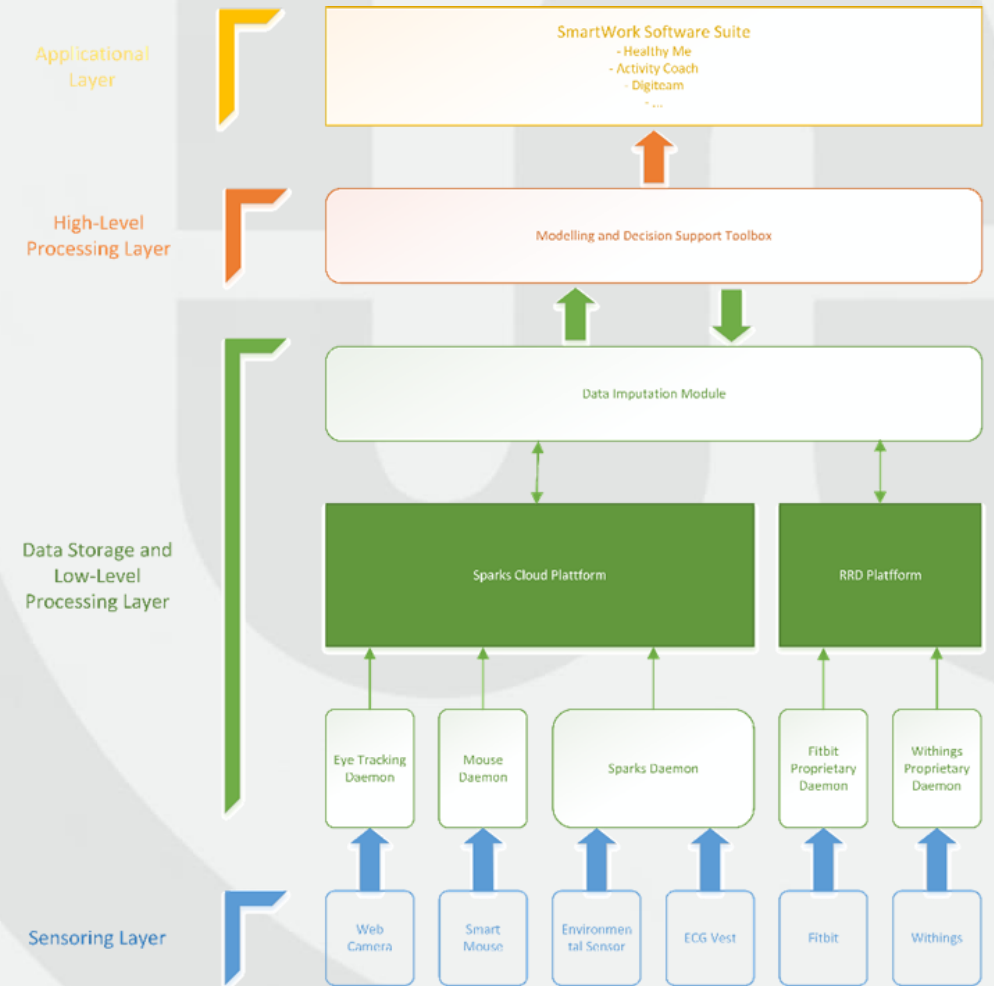 Applicational
Layer
SmartWork Software Suite
- Healthy Me
- Activity Coach
- Digiteam
- ...
High-Level
Processing Layer
Modelling and Decision Support Toolbox
Data Imputation Module
Data Storage and
Low-Level
Processing Layer
Sparks Cloud Plattform
RRD Platfform
Eye Tracking
Daemon
Mouse
Daemon
Sparks Daemon
Fitbit
Proprietary
Daemon
Withings
Proprietary
Daemon
Sensoring Layer
Web
Camera
Smart
Mouse
Environmen
tal Sensor
ECG Vest
Fitbit
Withings